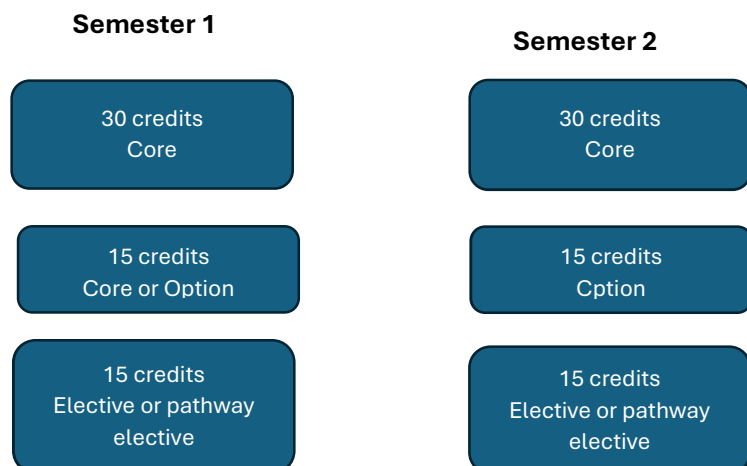 Semester 1
30 credits
Core
15 credits
Core or Option
15 credits
Elective or pathway
elective
Semester 2
30 credits
Core
15 credits
Cption
15 credits
Elective or pathway
elective